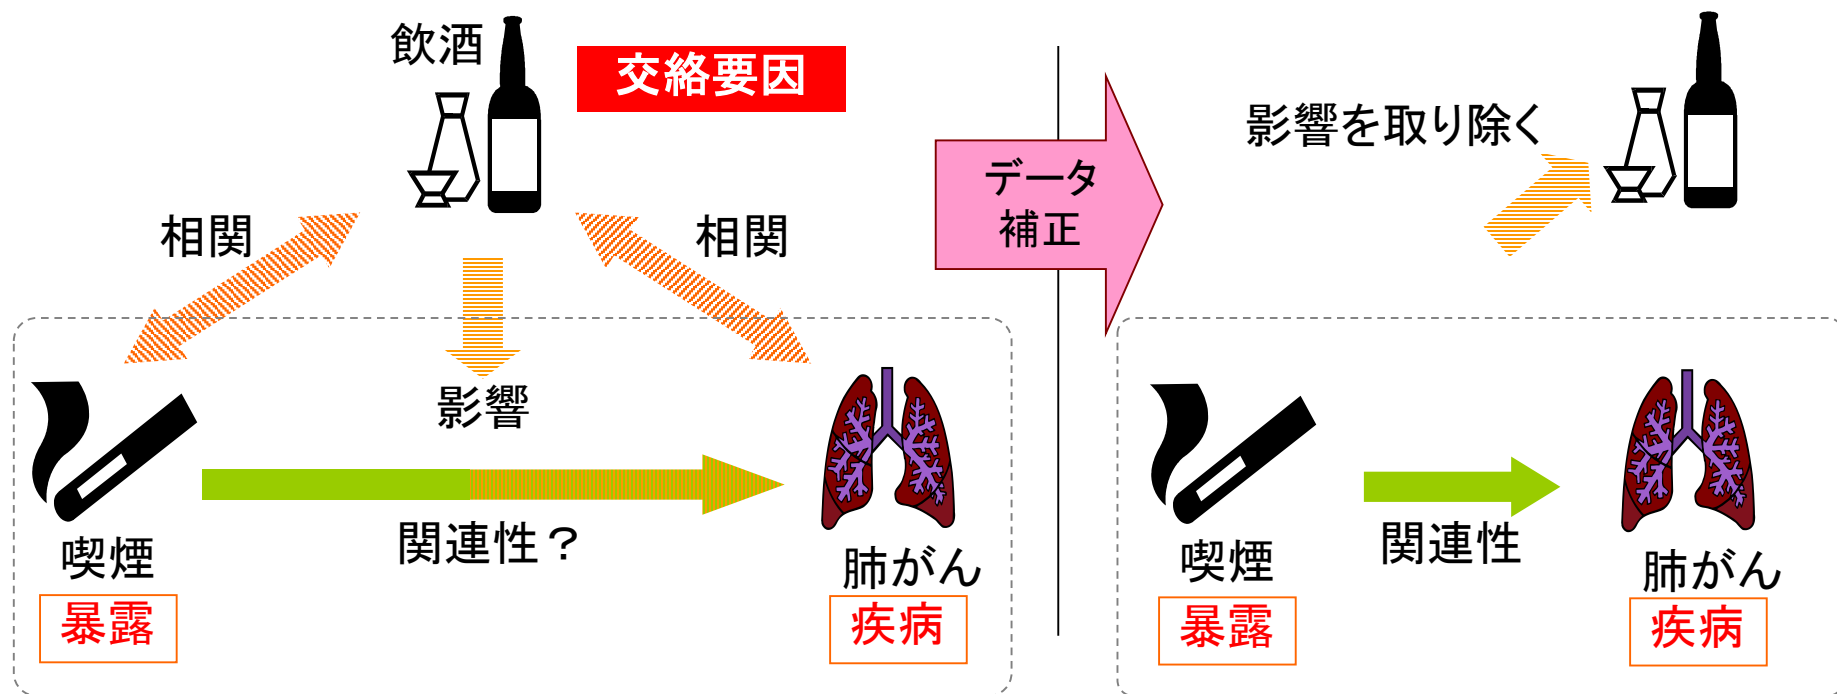 飲酒
交絡要因
相関
相関
影響
関連性？
喫煙
暴露
肺がん
疾病
データ
補正
影響を取り除く
喫煙
暴露
関連性
肺がん
疾病